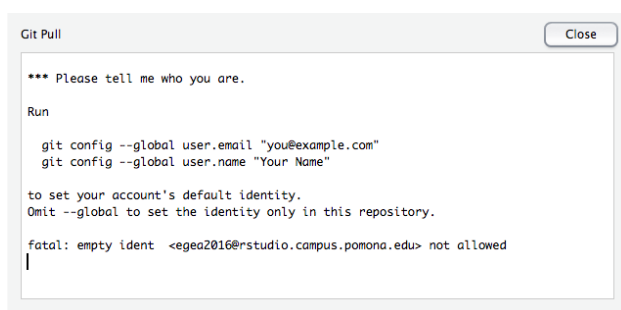 Git Pull
Close
*** Please tell me who you are.
Run
git config --global user.email "you@example.com"
git config --global user.name "Your Name"
to set your account's default identity.
Omit --global to set the identity only in this repository.
fatal: empty ident  <egea2016@rstudio.campus.pomona.edu> not allowed